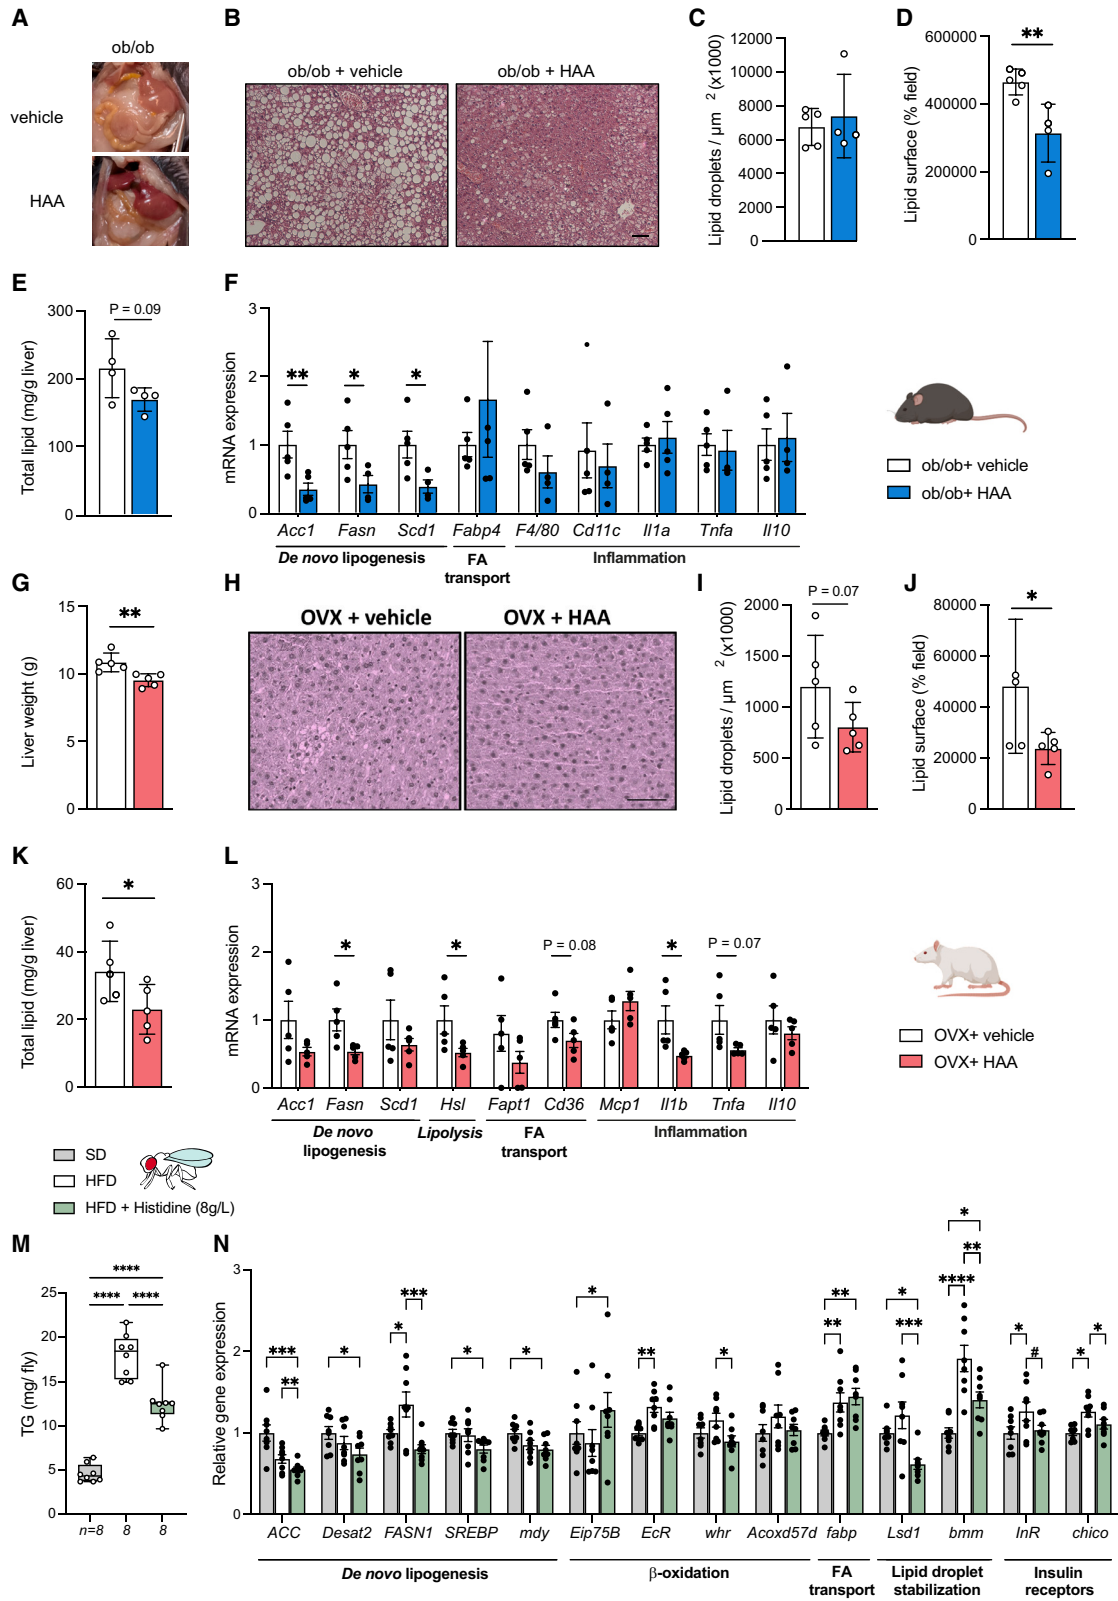 A
ob/ob
vehicle
HAA
B
ob/ob + vehicle
ob/ob + HAA
C
Lipid droplets / µm 2 (x1000)
12000
10000
8000
6000
4000
2000
0
D
Lipid surface (% field)
600000
400000
200000
0
**
E
Total lipid (mg/g liver)
300
200
100
0
P = 0.09
F
mRNA expression
3
2
1
0
** * *
Acc1 Fasn Scd1 Fabp4 F4/80 Cd11c Il1a Tnfa Il10
De novo lipogenesis
FA
transport
Inflammation
ob/ob+ vehicle
ob/ob+ HAA
G
Liver weight (g)
15
10
5
0
**
H
OVX + vehicle
OVX + HAA
I
Lipid droplets / µm 2 (x1000)
2000
1500
1000
500
0
P = 0.07
J
Lipid surface (% field)
80000
60000
40000
20000
0
*
K
Total lipid (mg/g liver)
60
40
20
0
*
L
mRNA expression
3
2
1
0
* * P = 0.08 * P = 0.07
Acc1 Fasn Scd1 Hsl Fapt1 Cd36 Mcp1 Il1b Tnfa Il10
De novo
lipogenesis
Lipolysis
FA
transport
Inflammation
OVX+ vehicle
OVX+ HAA
SD
HFD
HFD + Histidine (8g/L)
M
TG (mg/ fly)
25
20
15
10
5
0
****
**** ****
n=8 8 8
N
Relative gene expression
3
2
1
0
*** ** * * *** * * * ** * ** ** * *** **** ** * * # * *
ACC Desat2 FASN1 SREBP mdy Eip75B EcR whr Acoxd57d fabp Lsd1 bmm InR chico
De novo lipogenesis
β-oxidation
FA
transport
Lipid droplet
stabilization
Insulin
receptors